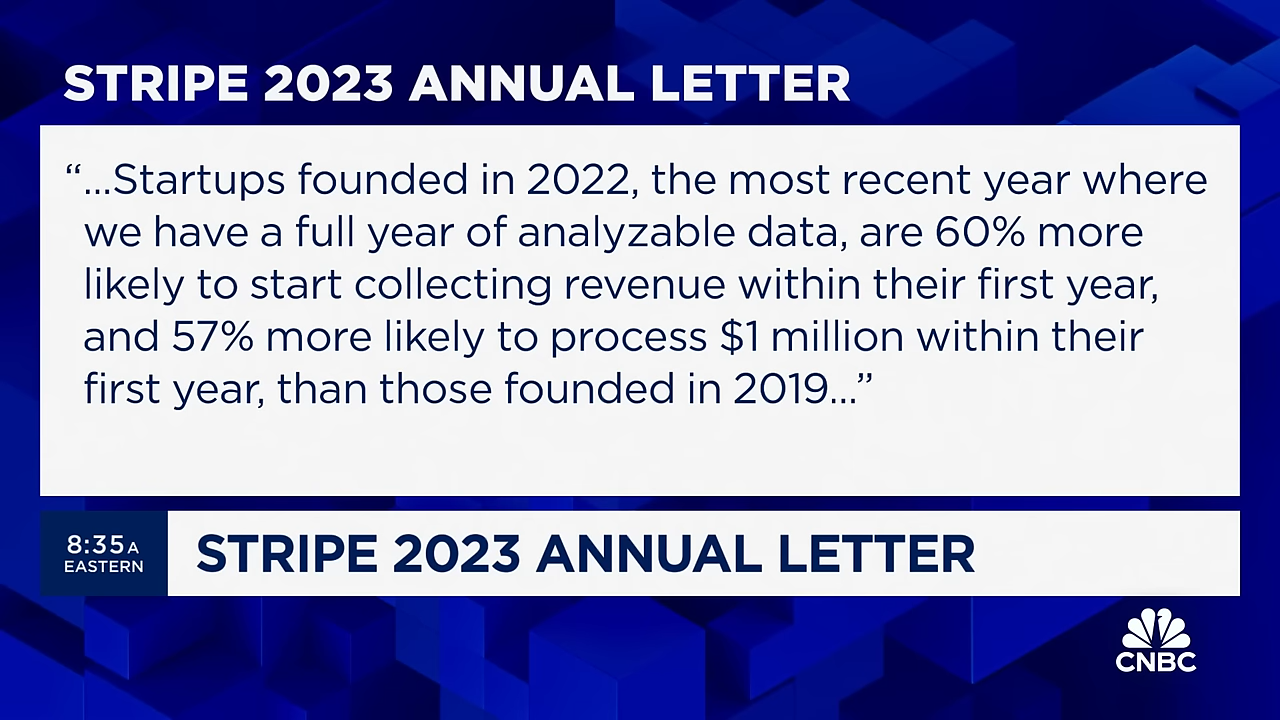 STRIPE 2023 ANNUAL LETTER
“...Startups founded in 2022, the most recent year where
we have a full year of analyzable data, are 60% more
likely to start collecting revenue within their first year,
and 57% more likely to process $1 million within their
first year, than those founded in 2019...”
8:35 A
EASTERN
STRIPE 2023 ANNUAL LETTER
CNBC